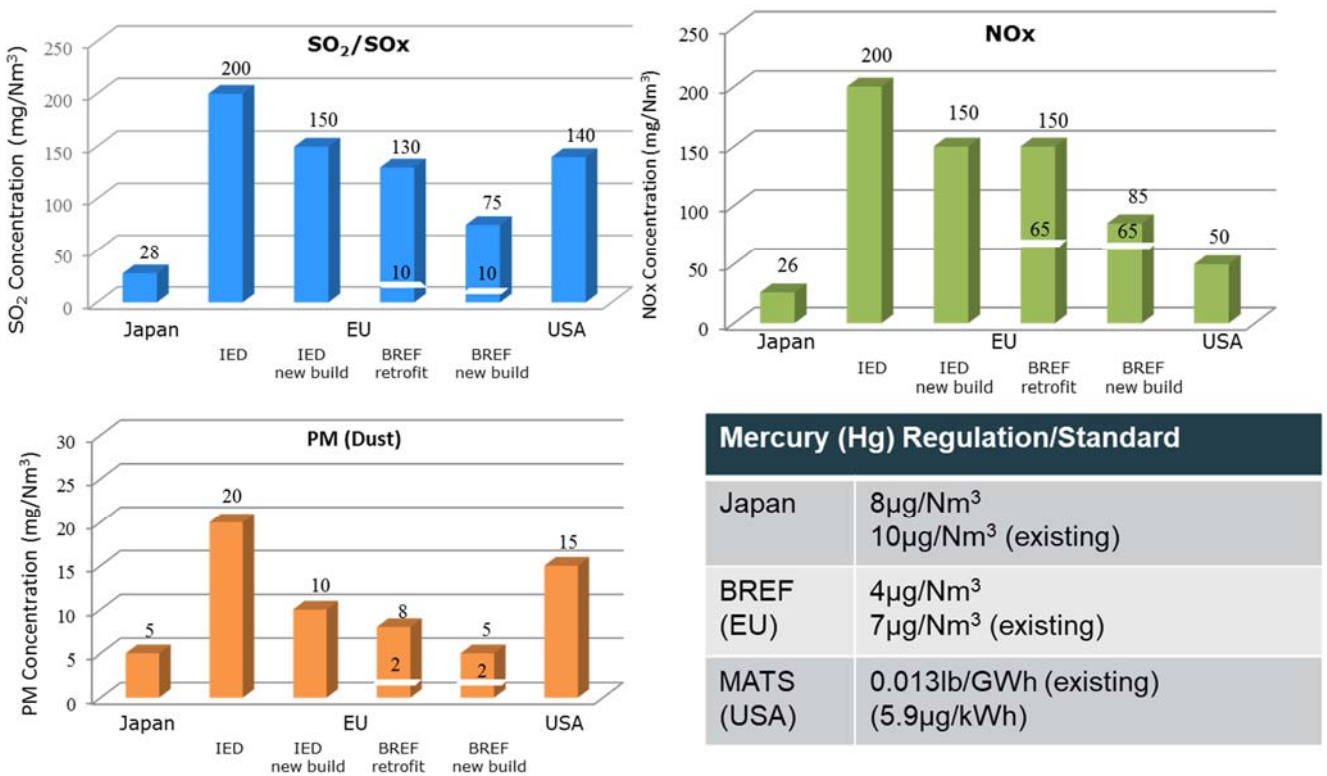 SO₂/SOx
SO₂ Concentration (mg/Nm³)
250
200
150
100
50
0
28
200
150
130
10
75
10
140
Japan
EU
USA
IED
IED
new build
BREF
retrofit
BREF
new build
NOx
NOx Concentration (mg/Nm³)
250
200
150
100
50
0
26
200
150
150
65
85
65
50
Japan
EU
USA
IED
IED
new build
BREF
retrofit
BREF
new build
PM (Dust)
PM Concentration (mg/Nm³)
30
25
20
15
10
5
0
5
20
10
8
2
5
2
15
Japan
EU
USA
IED
IED
new build
BREF
retrofit
BREF
new build
Mercury (Hg) Regulation/Standard
Japan
8µg/Nm³
10µg/Nm³ (existing)
BREF
(EU)
4µg/Nm³
7µg/Nm³ (existing)
MATS
(USA)
0.013lb/GWh (existing)
(5.9µg/kWh)